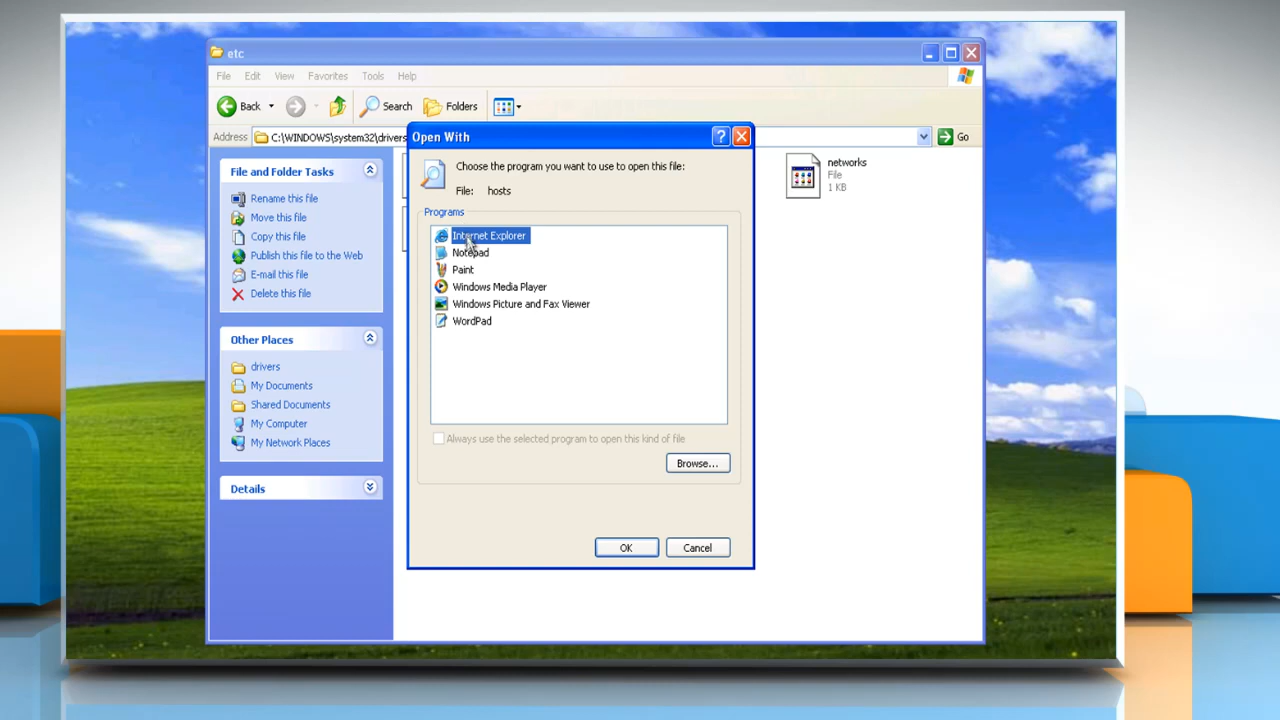 etc
File Edit View Favorites Tools Help
Back Search Folders
Address C:\WINDOWS\system32\drivers Go
File and Folder Tasks
Rename this file
Move this file
Copy this file
Publish this file to the Web
E-mail this file
Delete this file
Other Places
drivers
My Documents
Shared Documents
My Computer
My Network Places
Details
Open With
Choose the program you want to use to open this file:
File: hosts
Programs
Internet Explorer
Notepad
Paint
Windows Media Player
Windows Picture and Fax Viewer
WordPad
Always use the selected program to open this kind of file
Browse...
OK Cancel
networks
File
1 KB